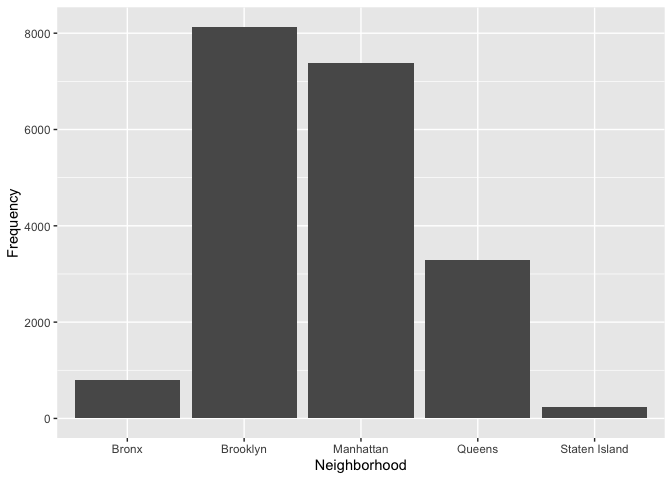 8000
6000
4000
2000
0
Frequency
Bronx Brooklyn Manhattan Queens Staten Island
Neighborhood